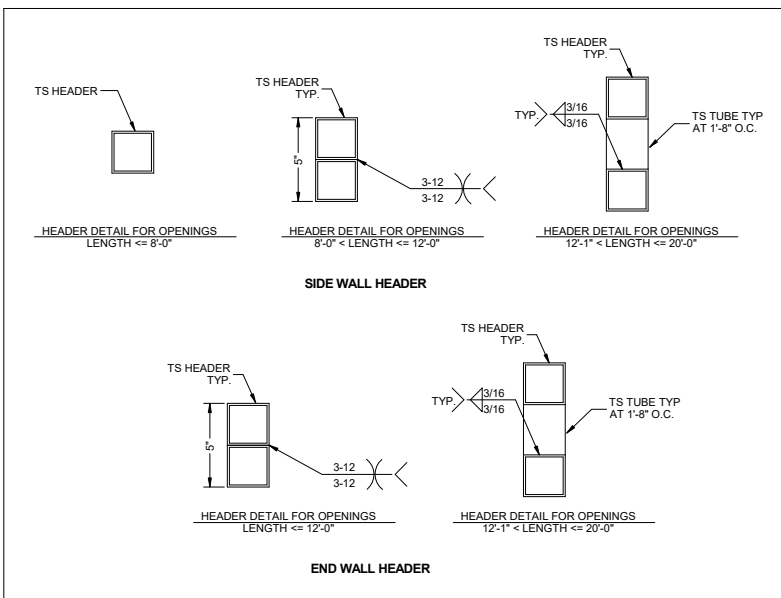 TS HEADER
HEADER DETAIL FOR OPENINGS
LENGTH <= 8'-0"
TS HEADER
TYP.
5"
3-12
3-12
HEADER DETAIL FOR OPENINGS
8'-0" < LENGTH <= 12'-0"
TS HEADER
TYP.
TYP.
3/16
3/16
TS TUBE TYP
AT 1'-8" O.C.
HEADER DETAIL FOR OPENINGS
12'-1" < LENGTH <= 20'-0"
SIDE WALL HEADER
TS HEADER
TYP.
5"
3-12
3-12
HEADER DETAIL FOR OPENINGS
LENGTH <= 12'-0"
TS HEADER
TYP.
TYP.
3/16
3/16
TS TUBE TYP
AT 1'-8" O.C.
HEADER DETAIL FOR OPENINGS
12'-1" < LENGTH <= 20'-0"
END WALL HEADER